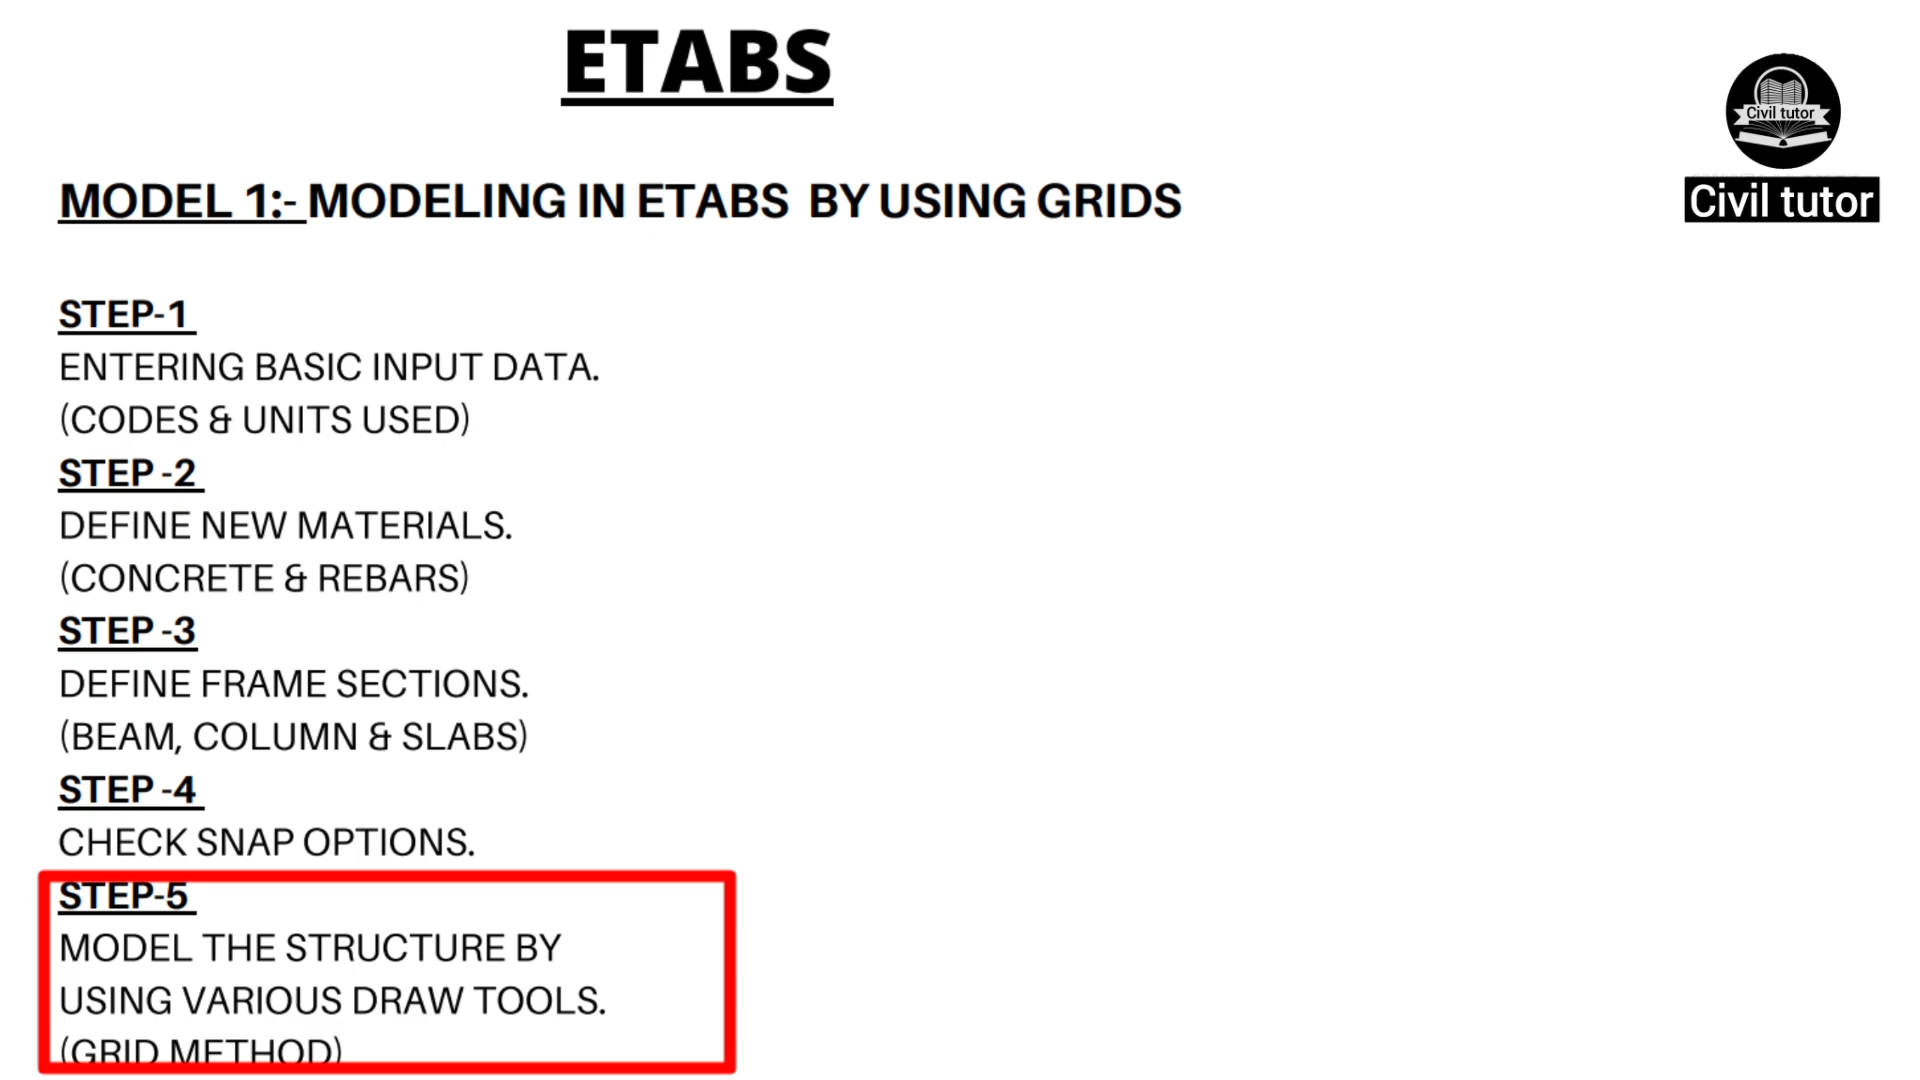 ETABS
Civil tutor
Civil tutor
MODEL 1:- MODELING IN ETABS BY USING GRIDS
STEP-1
ENTERING BASIC INPUT DATA.
(CODES & UNITS USED)
STEP -2
DEFINE NEW MATERIALS.
(CONCRETE & REBARS)
STEP -3
DEFINE FRAME SECTIONS.
(BEAM, COLUMN & SLABS)
STEP -4
CHECK SNAP OPTIONS.
STEP-5
MODEL THE STRUCTURE BY
USING VARIOUS DRAW TOOLS.
(GRID METHOD)